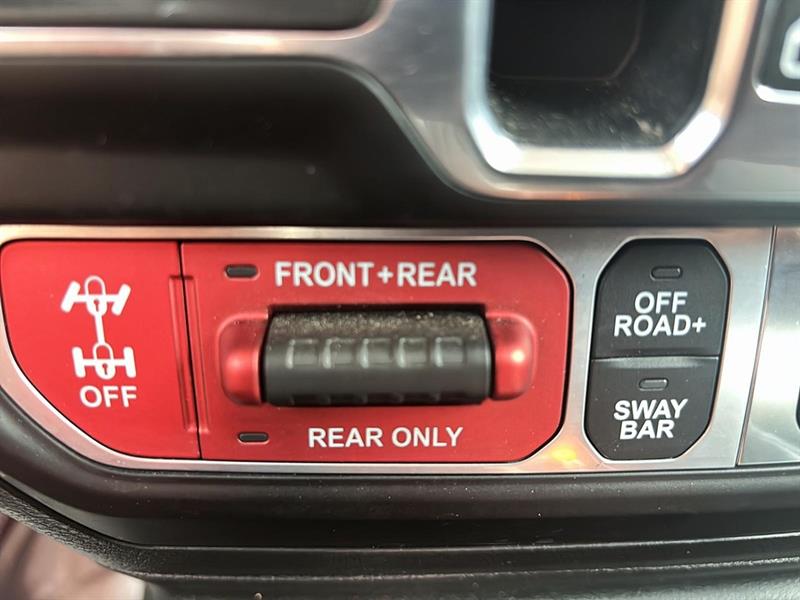 FRONT+REAR
OFF
REAR ONLY
OFF
ROAD+
SWAY
BAR